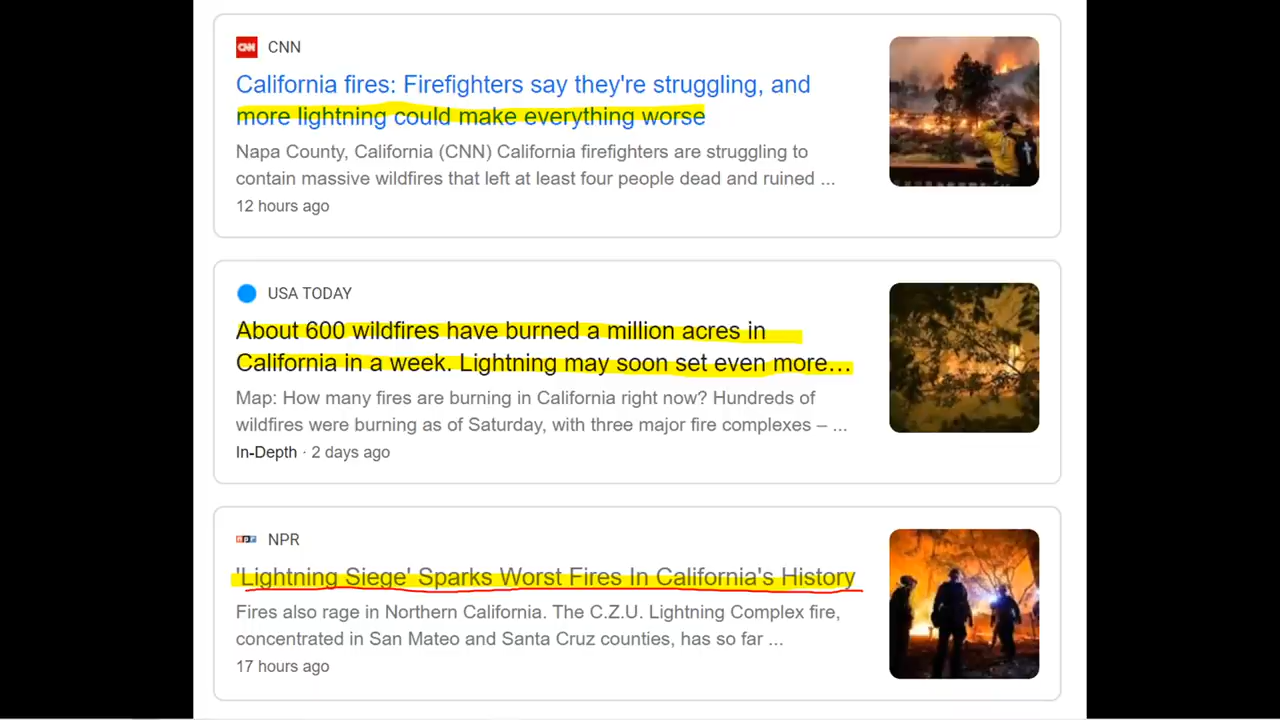 CNN
California fires: Firefighters say they're struggling, and
more lightning could make everything worse
Napa County, California (CNN) California firefighters are struggling to
contain massive wildfires that left at least four people dead and ruined ...
12 hours ago
USA TODAY
About 600 wildfires have burned a million acres in
California in a week. Lightning may soon set even more...
Map: How many fires are burning in California right now? Hundreds of
wildfires were burning as of Saturday, with three major fire complexes – ...
In-Depth · 2 days ago
npr NPR
'Lightning Siege' Sparks Worst Fires In California's History
Fires also rage in Northern California. The C.Z.U. Lightning Complex fire,
concentrated in San Mateo and Santa Cruz counties, has so far ...
17 hours ago